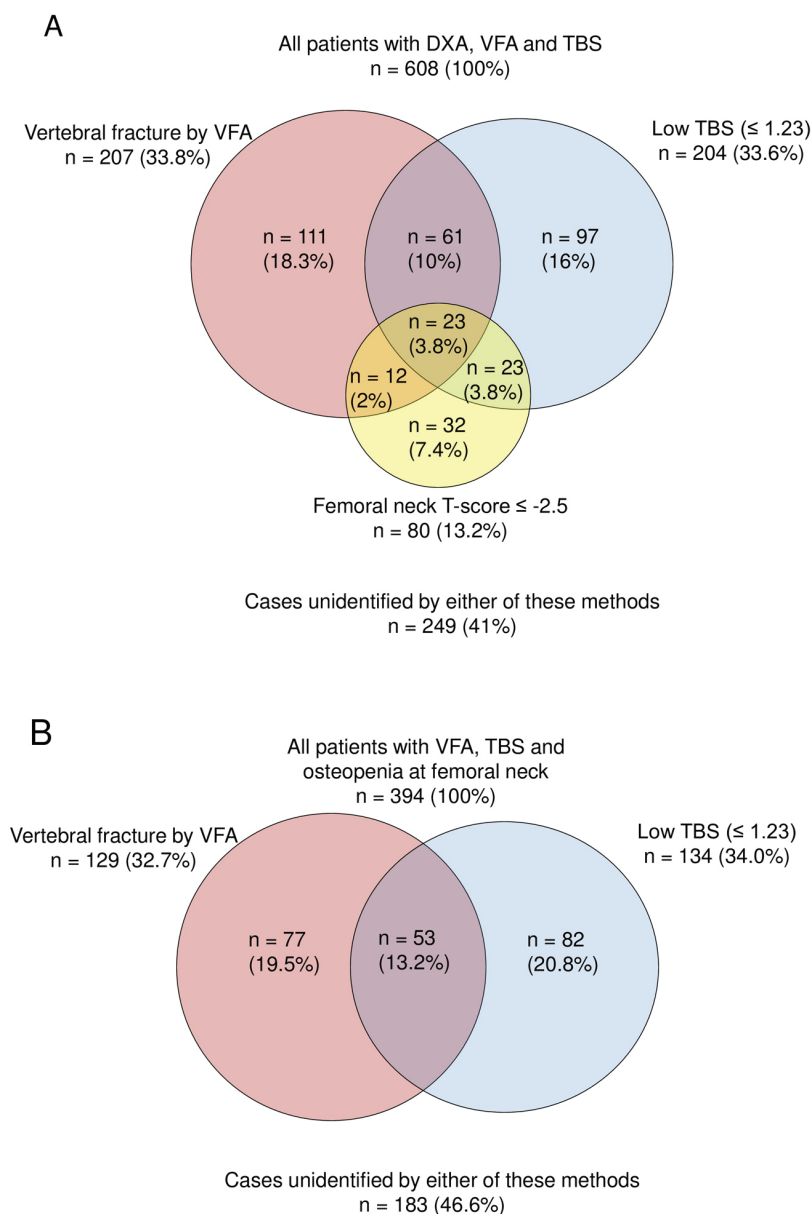 A
All patients with DXA, VFA and TBS
n = 608 (100%)
Vertebral fracture by VFA
n = 207 (33.8%)
Low TBS (≤ 1.23)
n = 204 (33.6%)
n = 111
(18.3%)
n = 61
(10%)
n = 97
(16%)
n = 23
(3.8%)
n = 12
(2%)
n = 23
(3.8%)
n = 32
(7.4%)
Femoral neck T-score ≤ -2.5
n = 80 (13.2%)
Cases unidentified by either of these methods
n = 249 (41%)
B
All patients with VFA, TBS and
osteopenia at femoral neck
n = 394 (100%)
Vertebral fracture by VFA
n = 129 (32.7%)
Low TBS (≤ 1.23)
n = 134 (34.0%)
n = 77
(19.5%)
n = 53
(13.2%)
n = 82
(20.8%)
Cases unidentified by either of these methods
n = 183 (46.6%)